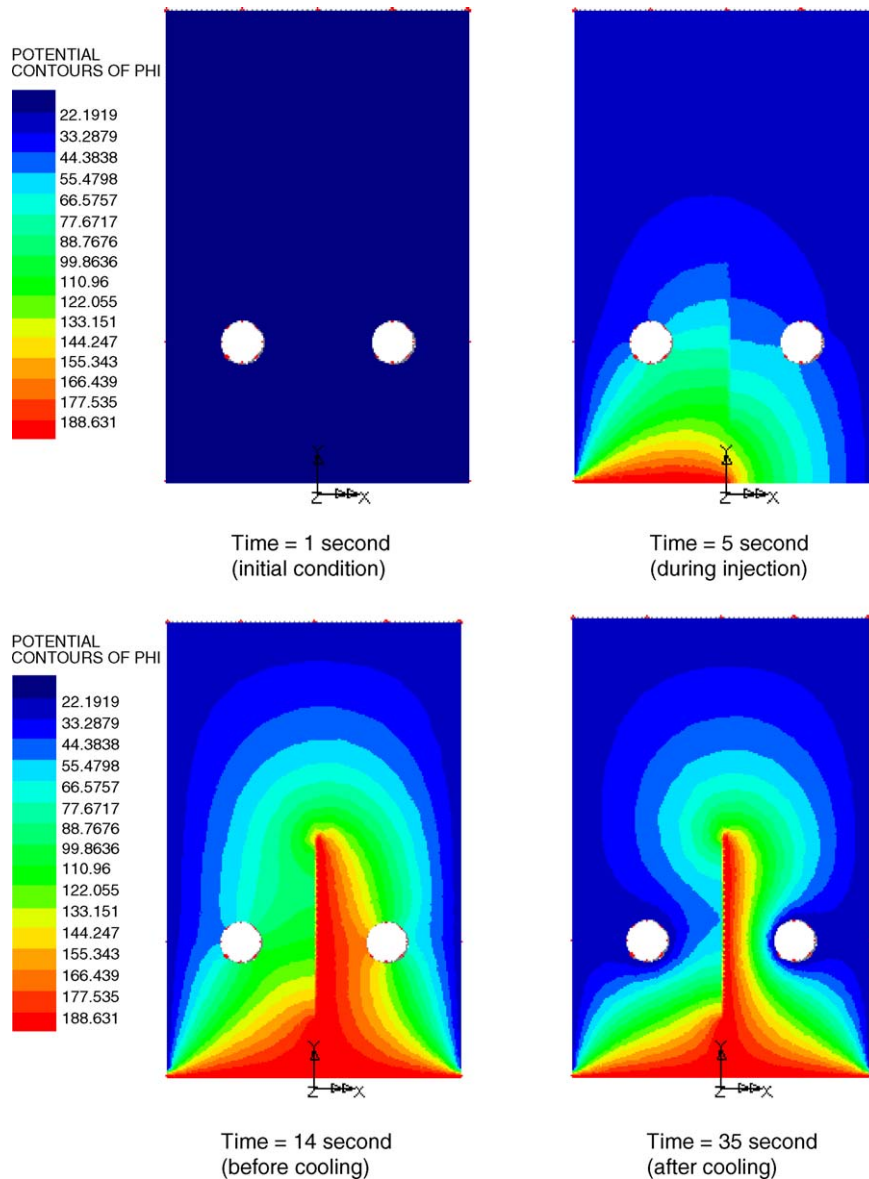 POTENTIAL
CONTOURS OF PHI
22.1919
33.2879
44.3838
55.4798
66.5757
77.6717
88.7676
99.8636
110.96
122.055
133.151
144.247
155.343
166.439
177.535
188.631
Y
Z X
Time = 1 second
(initial condition)
Y
Z X
Time = 5 second
(during injection)
POTENTIAL
CONTOURS OF PHI
22.1919
33.2879
44.3838
55.4798
66.5757
77.6717
88.7676
99.8636
110.96
122.055
133.151
144.247
155.343
166.439
177.535
188.631
Y
Z X
Time = 14 second
(before cooling)
Y
Z X
Time = 35 second
(after cooling)